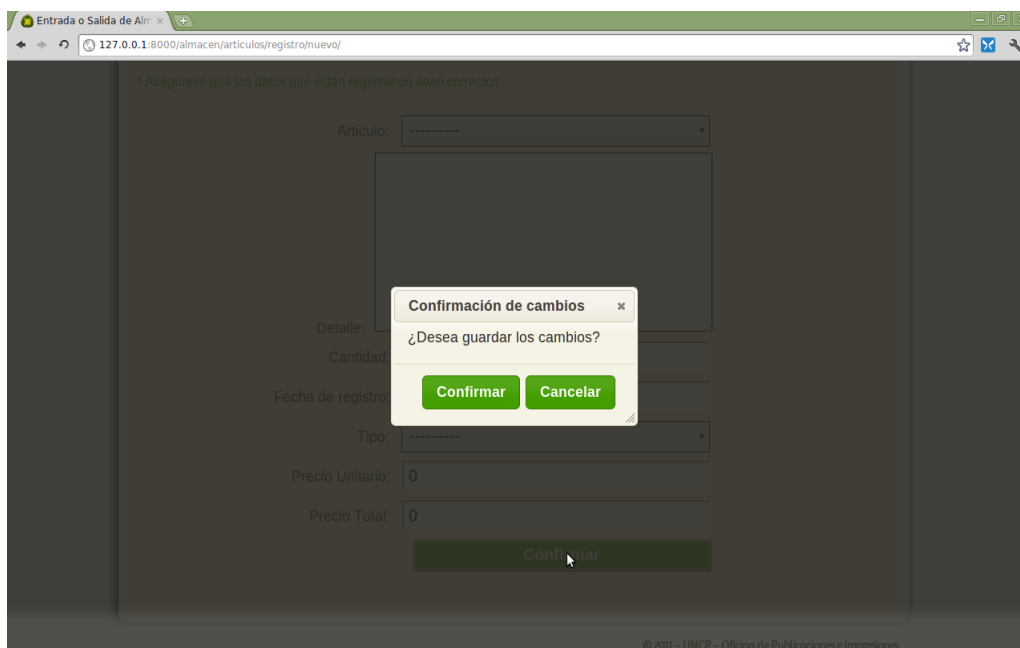 Entrada o Salida de Alm
127.0.0.1:8000/almacen/articulos/registro/nuevo/
* Asegurese que los datos que están registrando sean correctos
Articulo: ---------
Confirmación de cambios
¿Desea guardar los cambios?
Detalle:
Cantidad:
Confirmar Cancelar
Fecha de registro:
Tipo: ---------
Precio Unitario: 0
Precio Total: 0
Confirmar
© 2011 - UNCP - Oficina de Publicaciones e Impresiones